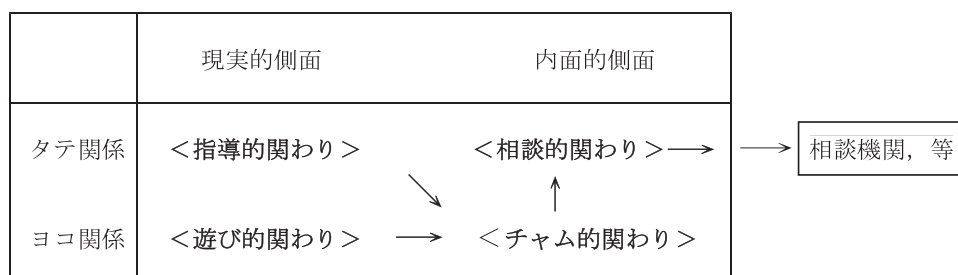 現実的側面 内面的側面
タテ関係 <指導的関わり> <相談的関わり> 相談機関，等
ヨコ関係 <遊び的関わり> <チャム的関わり>